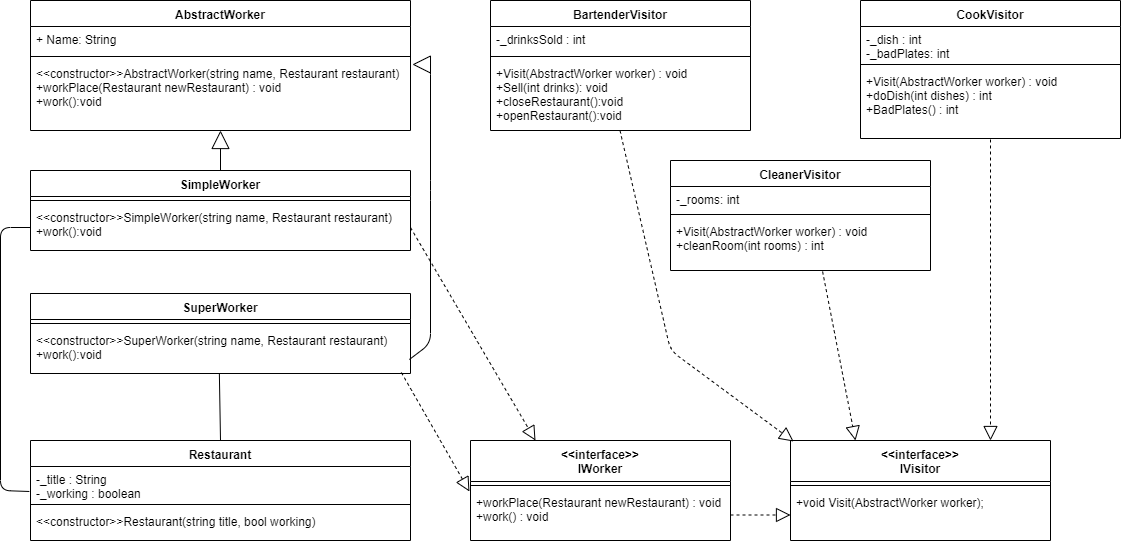 AbstractWorker
+ Name: String
<<constructor>>AbstractWorker(string name, Restaurant restaurant)
+workPlace(Restaurant newRestaurant) : void
+work():void
BartenderVisitor
-_drinksSold : int
+Visit(AbstractWorker worker) : void
+Sell(int drinks): void
+closeRestaurant():void
+openRestaurant():void
CookVisitor
-_dish : int
-_badPlates: int
+Visit(AbstractWorker worker) : void
+doDish(int dishes) : int
+BadPlates() : int
SimpleWorker
<<constructor>>SimpleWorker(string name, Restaurant restaurant)
+work():void
CleanerVisitor
-_rooms: int
+Visit(AbstractWorker worker) : void
+cleanRoom(int rooms) : int
SuperWorker
<<constructor>>SuperWorker(string name, Restaurant restaurant)
+work():void
Restaurant
-_title : String
-_working : boolean
<<constructor>>Restaurant(string title, bool working)
<<interface>>
IWorker
+workPlace(Restaurant newRestaurant) : void
+work() : void
<<interface>>
IVisitor
+void Visit(AbstractWorker worker);